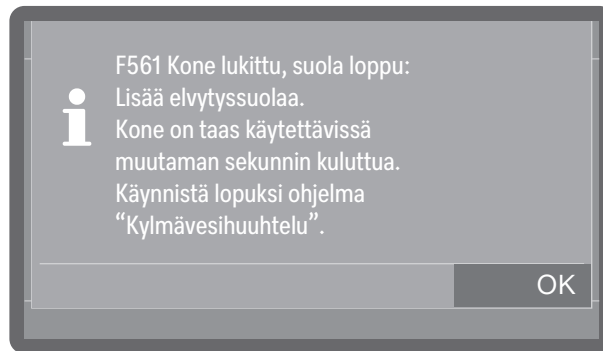 F561 Kone lukittu, suola loppu:
Lisää elvytyssuolaa.
Kone on taas käytettävissä
muutaman sekunnin kuluttua.
Käynnistä lopuksi ohjelma
“Kylmävesihuuhtelu”.
OK